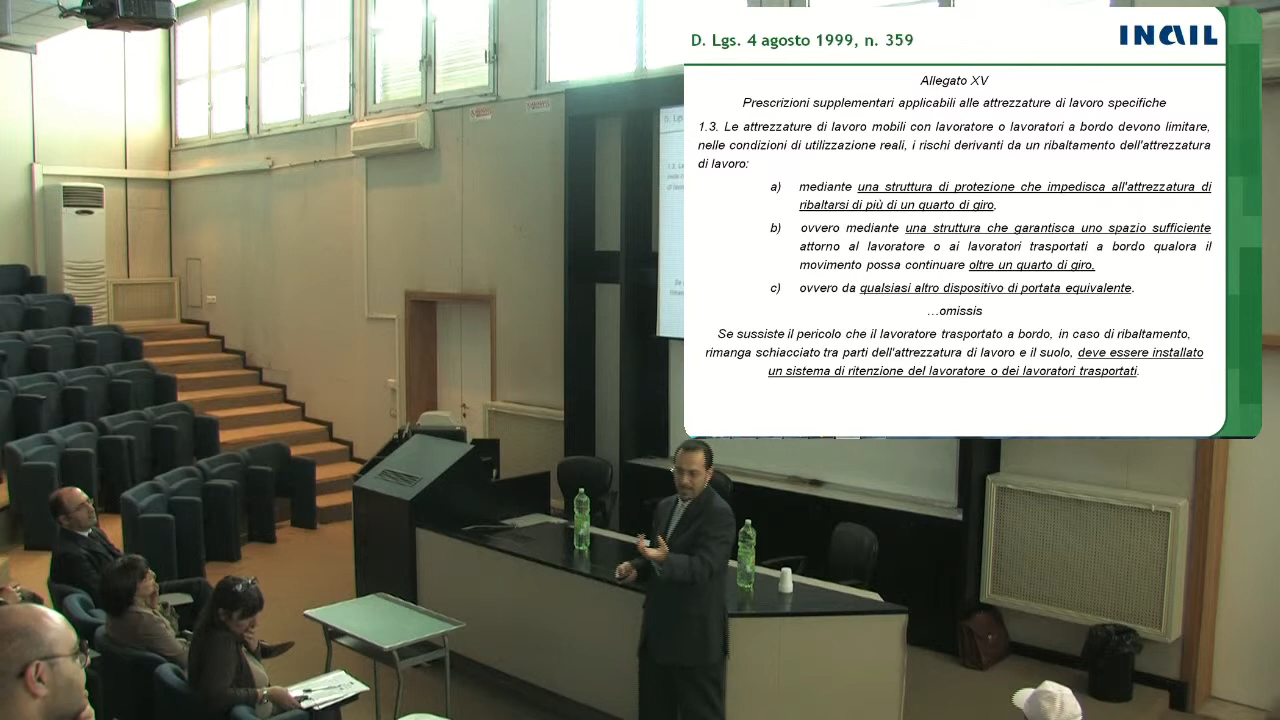 D. Lgs. 4 agosto 1999, n. 359
INAIL
Allegato XV
Prescrizioni supplementari applicabili alle attrezzature di lavoro specifiche
1.3. Le attrezzature di lavoro mobili con lavoratore o lavoratori a bordo devono limitare,
nelle condizioni di utilizzazione reali, i rischi derivanti da un ribaltamento dell'attrezzatura
di lavoro:
a) mediante una struttura di protezione che impedisca all'attrezzatura di
ribaltarsi di più di un quarto di giro,
b) ovvero mediante una struttura che garantisca uno spazio sufficiente
attorno al lavoratore o ai lavoratori trasportati a bordo qualora il
movimento possa continuare oltre un quarto di giro,
c) ovvero da qualsiasi altro dispositivo di portata equivalente.
…omissis
Se sussiste il pericolo che il lavoratore trasportato a bordo, in caso di ribaltamento,
rimanga schiacciato tra parti dell'attrezzatura di lavoro e il suolo, deve essere installato
un sistema di ritenzione del lavoratore o dei lavoratori trasportati.